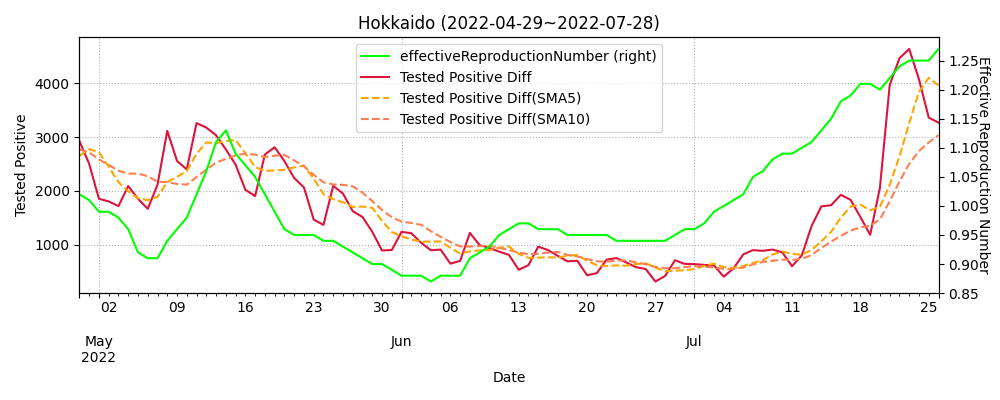 Hokkaido (2022-04-29~2022-07-28)
effectiveReproductionNumber (right)
Tested Positive Diff
Tested Positive Diff(SMA5)
Tested Positive Diff(SMA10)
Tested Positive
4000
3000
2000
1000
1.25
1.20
1.15
1.10
1.05
1.00
0.95
0.90
0.85
Effective Reproduction Number
02 09 16 23 30 06 13 20 27 04 11 18 25
May Jun Jul
2022
Date